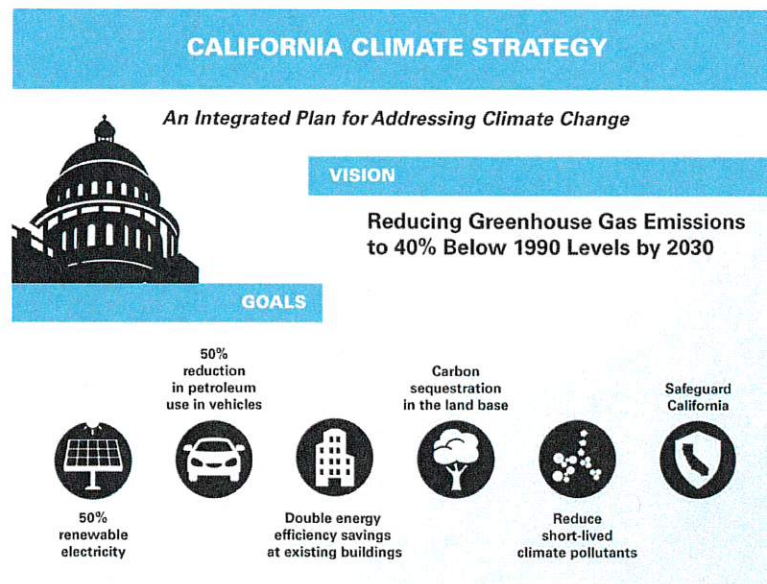 CALIFORNIA CLIMATE STRATEGY
An Integrated Plan for Addressing Climate Change
VISION
Reducing Greenhouse Gas Emissions
to 40% Below 1990 Levels by 2030
GOALS
50%
renewable
electricity
50%
reduction
in petroleum
use in vehicles
Double energy
efficiency savings
at existing buildings
Carbon
sequestration
in the land base
Reduce
short-lived
climate pollutants
Safeguard
California